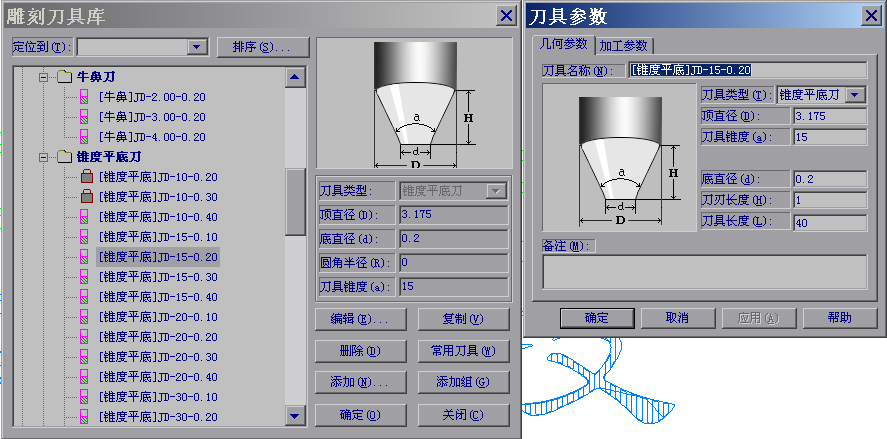 雕刻刀具库
定位到(T):
排序(S)...
牛鼻刀
[牛鼻]JD-2.00-0.20
[牛鼻]JD-3.00-0.20
[牛鼻]JD-4.00-0.20
锥度平底刀
[锥度平底]JD-10-0.20
[锥度平底]JD-10-0.30
[锥度平底]JD-10-0.40
[锥度平底]JD-15-0.10
[锥度平底]JD-15-0.20
[锥度平底]JD-15-0.30
[锥度平底]JD-15-0.40
[锥度平底]JD-20-0.10
[锥度平底]JD-20-0.20
[锥度平底]JD-20-0.30
[锥度平底]JD-20-0.40
[锥度平底]JD-30-0.10
[锥度平底]JD-30-0.20
a
H
d
D
刀具类型: 锥度平底刀
顶直径(D): 3.175
底直径(d): 0.2
圆角半径(R): 0
刀具锥度(a): 15
编辑(E)... 复制(V)
删除(D) 常用刀具(W)
添加(N)... 添加组(G)
确定(O) 关闭(C)
刀具参数
几何参数 加工参数
刀具名称(N): [锥度平底]JD-15-0.20
a
H
d
D
刀具类型(T): 锥度平底刀
顶直径(D): 3.175
刀具锥度(a): 15
底直径(d): 0.2
刀刃长度(H): 1
刀具长度(L): 40
备注(M):
确定 取消 应用(A) 帮助